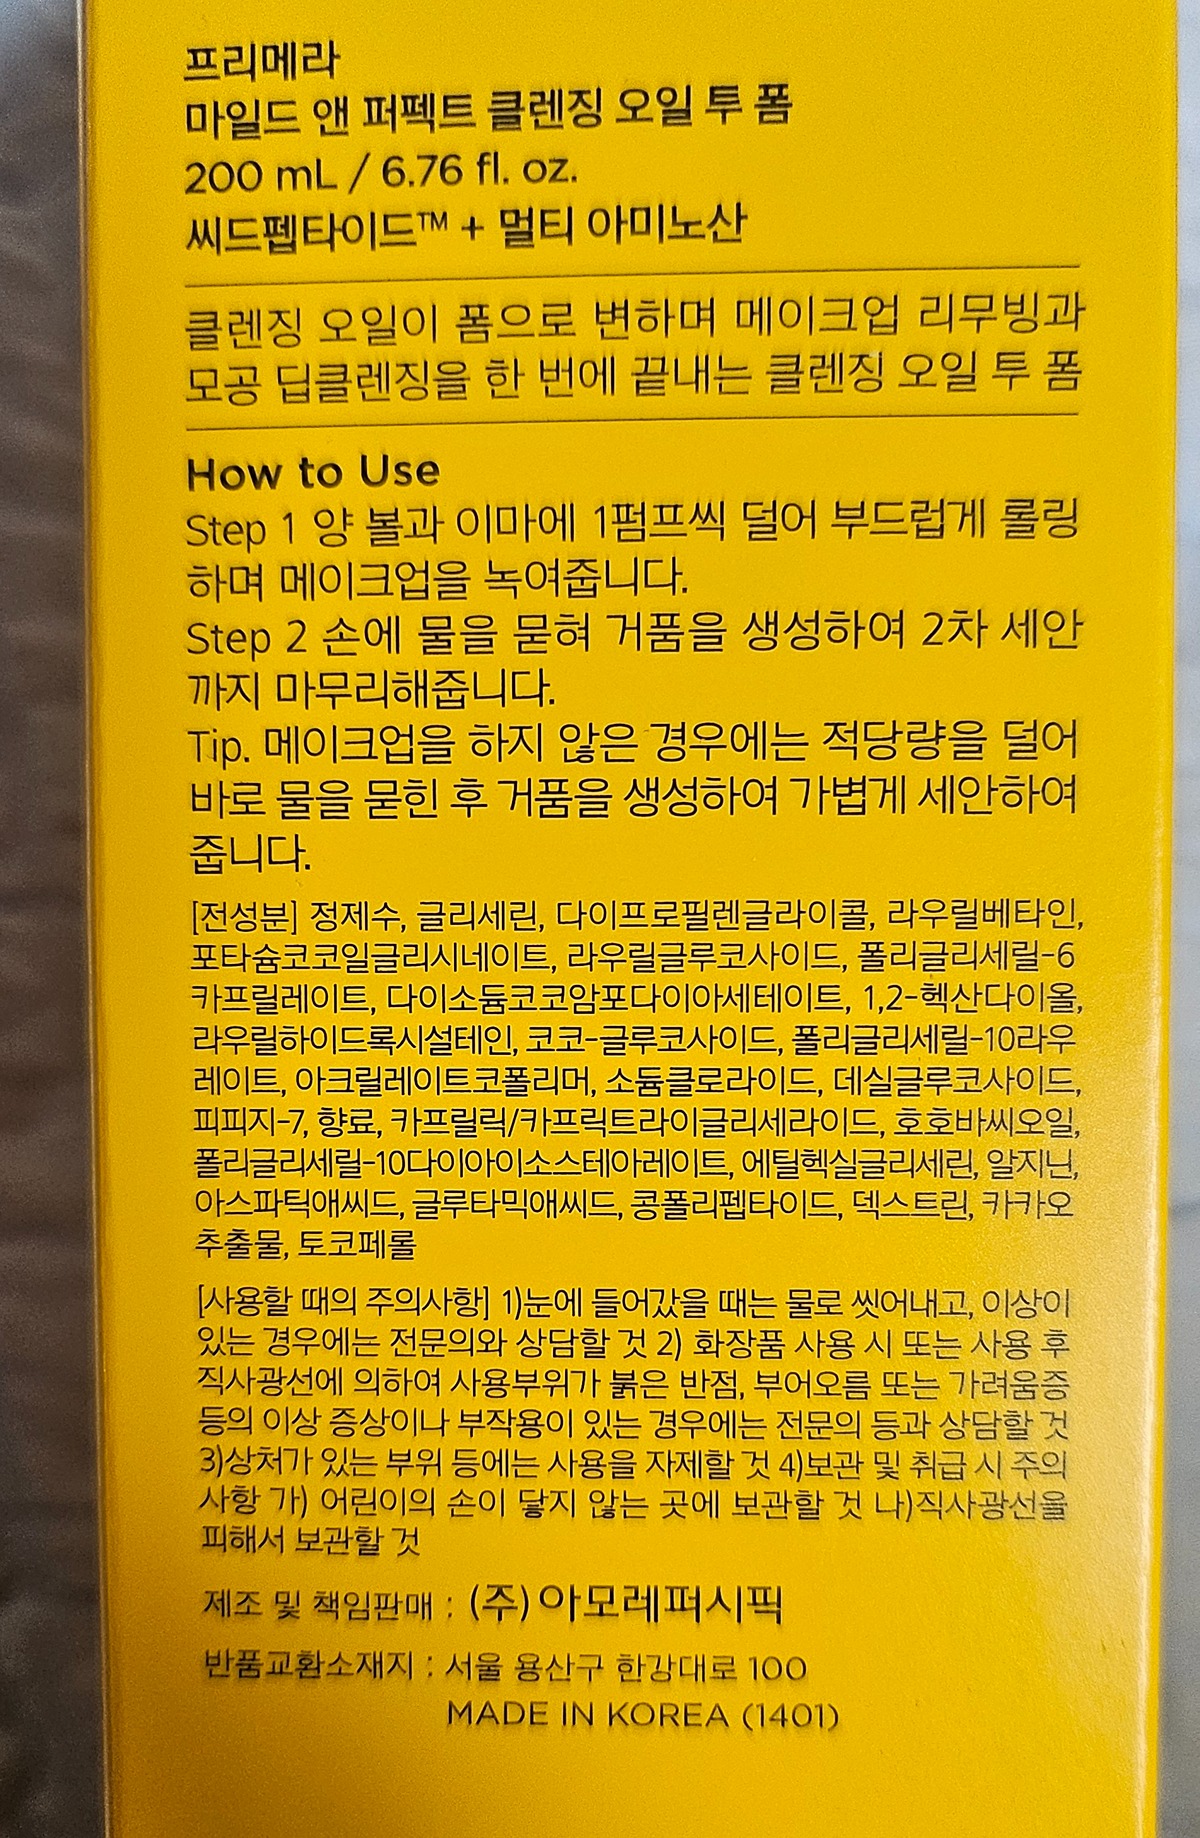 프리메라
마일드 앤 퍼펙트 클렌징 오일 투 폼
200 mL / 6.76 fl. oz.
씨드펩타이드™ + 멀티 아미노산
클렌징 오일이 폼으로 변하며 메이크업 리무빙과
모공 딥클렌징을 한 번에 끝내는 클렌징 오일 투 폼
How to Use
Step 1 양 볼과 이마에 1펌프씩 덜어 부드럽게 롤링
하며 메이크업을 녹여줍니다.
Step 2 손에 물을 묻혀 거품을 생성하여 2차 세안
까지 마무리해줍니다.
Tip. 메이크업을 하지 않은 경우에는 적당량을 덜어
바로 물을 묻힌 후 거품을 생성하여 가볍게 세안하여
줍니다.
[전성분] 정제수, 글리세린, 다이프로필렌글라이콜, 라우릴베타인,
포타슘코코일글리시네이트, 라우릴글루코사이드, 폴리글리세릴-6
카프릴레이트, 다이소듐코코암포다이아세테이트, 1,2-헥산다이올,
라우릴하이드록시설테인, 코코-글루코사이드, 폴리글리세릴-10라우
레이트, 아크릴레이트코폴리머, 소듐클로라이드, 데실글루코사이드,
피피지-7, 향료, 카프릴릭/카프릭트라이글리세라이드, 호호바씨오일,
폴리글리세릴-10다이아이소스테아레이트, 에틸헥실글리세린, 알지닌,
아스파틱애씨드, 글루타믹애씨드, 콩폴리펩타이드, 덱스트린, 카카오
추출물, 토코페롤
[사용할 때의 주의사항] 1)눈에 들어갔을 때는 물로 씻어내고, 이상이
있는 경우에는 전문의와 상담할 것 2) 화장품 사용 시 또는 사용 후
직사광선에 의하여 사용부위가 붉은 반점, 부어오름 또는 가려움증
등의 이상 증상이나 부작용이 있는 경우에는 전문의 등과 상담할 것
3)상처가 있는 부위 등에는 사용을 자제할 것 4)보관 및 취급 시 주의
사항 가) 어린이의 손이 닿지 않는 곳에 보관할 것 나)직사광선을
피해서 보관할 것
제조 및 책임판매 : (주)아모레퍼시픽
반품교환소재지 : 서울 용산구 한강대로 100
MADE IN KOREA (1401)